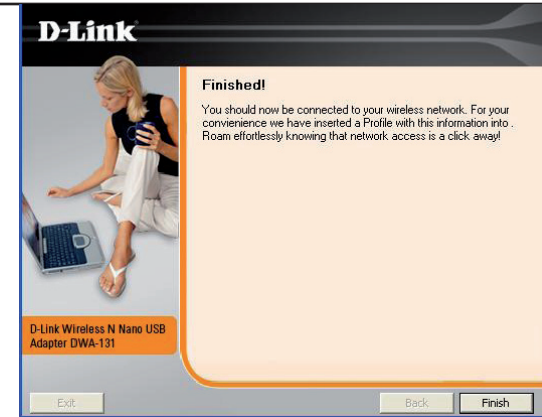 D-Link
Finished!
You should now be connected to your wireless network. For your
convienience we have inserted a Profile with this information into .
Roam effortlessly knowing that network access is a click away!
D-Link Wireless N Nano USB
Adapter DWA-131
Exit
Back
Finish